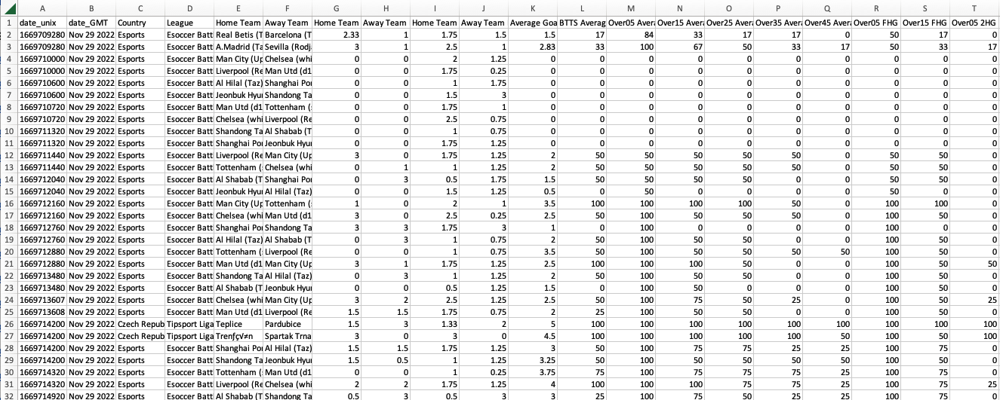 A B C D E F G H I J K L M N O P Q R S T
1 date_unix date_GMT Country League Home Team Away Team Home Team Away Team Home Team Away Team Average Goa BTTS Averag Over05 Avera Over15 Aver Over25 Avera Over35 Aver Over45 Aver Over05 FHG Over15 FHG Over05 2HG
2 1669709280 Nov 29 2022 Esports Esoccer Batt Real Betis (T Barcelona (T 2.33 1 1.75 1.5 1.5 17 84 33 17 17 0 50 17 0
3 1669709280 Nov 29 2022 Esports Esoccer Batt A.Madrid (Ta Sevilla (Rodj 3 1 2.5 1 2.83 33 100 67 50 33 17 50 33 17
4 1669710000 Nov 29 2022 Esports Esoccer Batt Man City (Up Chelsea (whi 0 0 2 1.25 0 0 0 0 0 0 0 0 0 0
5 1669710000 Nov 29 2022 Esports Esoccer Batt Liverpool (Re Man Utd (d1 0 0 1.75 0.25 0 0 0 0 0 0 0 0 0 0
6 1669710600 Nov 29 2022 Esports Esoccer Batt Al Hilal (Taz) Shanghai Por 0 0 1 1.75 0 0 0 0 0 0 0 0 0 0
7 1669710600 Nov 29 2022 Esports Esoccer Batt Jeonbuk Hyu Shandong Ta 0 0 1.5 3 0 0 0 0 0 0 0 0 0 0
8 1669710720 Nov 29 2022 Esports Esoccer Batt Man Utd (d1 Tottenham ( 0 0 1.75 1 0 0 0 0 0 0 0 0 0 0
9 1669710720 Nov 29 2022 Esports Esoccer Batt Chelsea (whi Liverpool (Re 0 0 2.5 0.75 0 0 0 0 0 0 0 0 0 0
10 1669711320 Nov 29 2022 Esports Esoccer Batt Shandong Ta Al Shabab (T 0 0 1 0.75 0 0 0 0 0 0 0 0 0 0
11 1669711320 Nov 29 2022 Esports Esoccer Batt Shanghai Por Jeonbuk Hyu 0 0 1.75 1.25 0 0 0 0 0 0 0 0 0 0
12 1669711440 Nov 29 2022 Esports Esoccer Batt Liverpool (Re Man City (Up 3 0 1.75 1.25 2 50 50 50 50 50 0 50 50 0
13 1669711440 Nov 29 2022 Esports Esoccer Batt Tottenham ( Chelsea (whi 0 1 1 1.25 2 50 50 50 50 50 0 50 50 0
14 1669712040 Nov 29 2022 Esports Esoccer Batt Al Shabab (T Shanghai Por 0 3 0.5 1.75 1.5 50 50 50 50 0 0 50 50 0
15 1669712040 Nov 29 2022 Esports Esoccer Batt Jeonbuk Hyu Al Hilal (Taz) 0 0 1.5 1.25 0.5 0 50 0 0 0 0 50 0 0
16 1669712160 Nov 29 2022 Esports Esoccer Batt Man City (Up Tottenham ( 1 0 2 1 3.5 100 100 100 100 50 0 100 100 0
17 1669712160 Nov 29 2022 Esports Esoccer Batt Chelsea (whi Man Utd (d1 3 0 2.5 0.25 2.5 50 100 50 50 50 0 100 50 0
18 1669712760 Nov 29 2022 Esports Esoccer Batt Shanghai Por Shandong Ta 3 3 1.75 3 1 0 100 0 0 0 0 100 0 0
19 1669712760 Nov 29 2022 Esports Esoccer Batt Al Hilal (Taz) Al Shabab (T 0 3 1 0.75 2 50 100 50 50 0 0 100 50 0
20 1669712880 Nov 29 2022 Esports Esoccer Batt Tottenham ( Liverpool (Re 0 0 1 0.75 3.5 50 100 50 50 50 50 100 50 0
21 1669712880 Nov 29 2022 Esports Esoccer Batt Man Utd (d1 Man City (Up 3 1 1.75 1.25 2.5 100 100 100 50 0 0 100 50 50
22 1669713480 Nov 29 2022 Esports Esoccer Batt Shandong Ta Al Hilal (Taz) 0 3 1 1.25 2 50 100 50 50 0 0 100 50 0
23 1669713480 Nov 29 2022 Esports Esoccer Batt Al Shabab (T Jeonbuk Hyu 0 0 0.5 1.25 1.5 0 100 50 0 0 0 100 50 0
24 1669713607 Nov 29 2022 Esports Esoccer Batt Chelsea (whi Man City (Up 3 2 2.5 1.25 2.5 50 100 75 50 25 0 100 50 25
25 1669713608 Nov 29 2022 Esports Esoccer Batt Man Utd (d1 Liverpool (Re 1.5 1.5 1.75 0.75 2 25 100 50 50 0 0 100 50 0
26 1669714200 Nov 29 2022 Czech Repub Tipsport Liga Teplice Pardubice 1.5 3 1.33 2 5 100 100 100 100 100 100 100 100 100
27 1669714200 Nov 29 2022 Czech Repub Tipsport Liga Trenƒç√≠n Spartak Trna 3 0 3 0 4.5 100 100 100 100 100 50 100 50 100
28 1669714200 Nov 29 2022 Esports Esoccer Batt Shanghai Por Al Hilal (Taz) 1.5 1.5 1.75 1.25 3 50 100 75 75 25 25 100 75 0
29 1669714200 Nov 29 2022 Esports Esoccer Batt Shandong Ta Jeonbuk Hyu 1.5 0.5 1 1.25 3.25 50 100 75 75 50 25 100 50 0
30 1669714320 Nov 29 2022 Esports Esoccer Batt Tottenham ( Man Utd (d1 0 0 1 0.25 3.75 75 100 75 75 75 25 100 75 0
31 1669714320 Nov 29 2022 Esports Esoccer Batt Liverpool (Re Chelsea (whi 2 2 1.75 1.25 4 100 100 100 75 75 25 100 75 25
32 1669714920 Nov 29 2022 Esports Esoccer Batt Al Shabab (T Shandong Ta 0.5 3 0.5 3 3 25 100 75 50 25 25 100 75 0